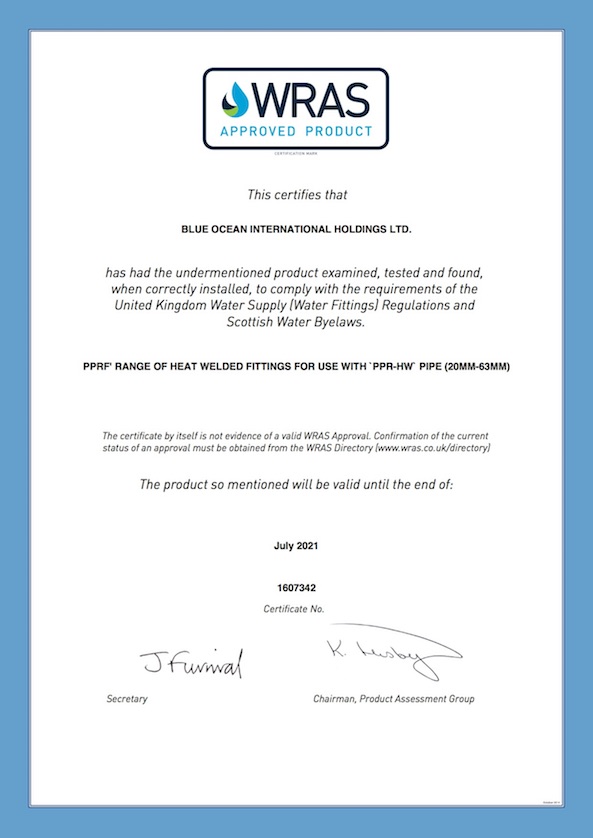 WRAS
APPROVED PRODUCT
CERTIFICATION MARK
This certifies that
BLUE OCEAN INTERNATIONAL HOLDINGS LTD.
has had the undermentioned product examined, tested and found,
when correctly installed, to comply with the requirements of the
United Kingdom Water Supply (Water Fittings) Regulations and
Scottish Water Byelaws.
PPRF' RANGE OF HEAT WELDED FITTINGS FOR USE WITH `PPR-HW` PIPE (20MM-63MM)
The certificate by itself is not evidence of a valid WRAS Approval. Confirmation of the current
status of an approval must be obtained from the WRAS Directory (www.wras.co.uk/directory)
The product so mentioned will be valid until the end of:
July 2021
1607342
Certificate No.
J Furnival
K.
Secretary
Chairman, Product Assessment Group